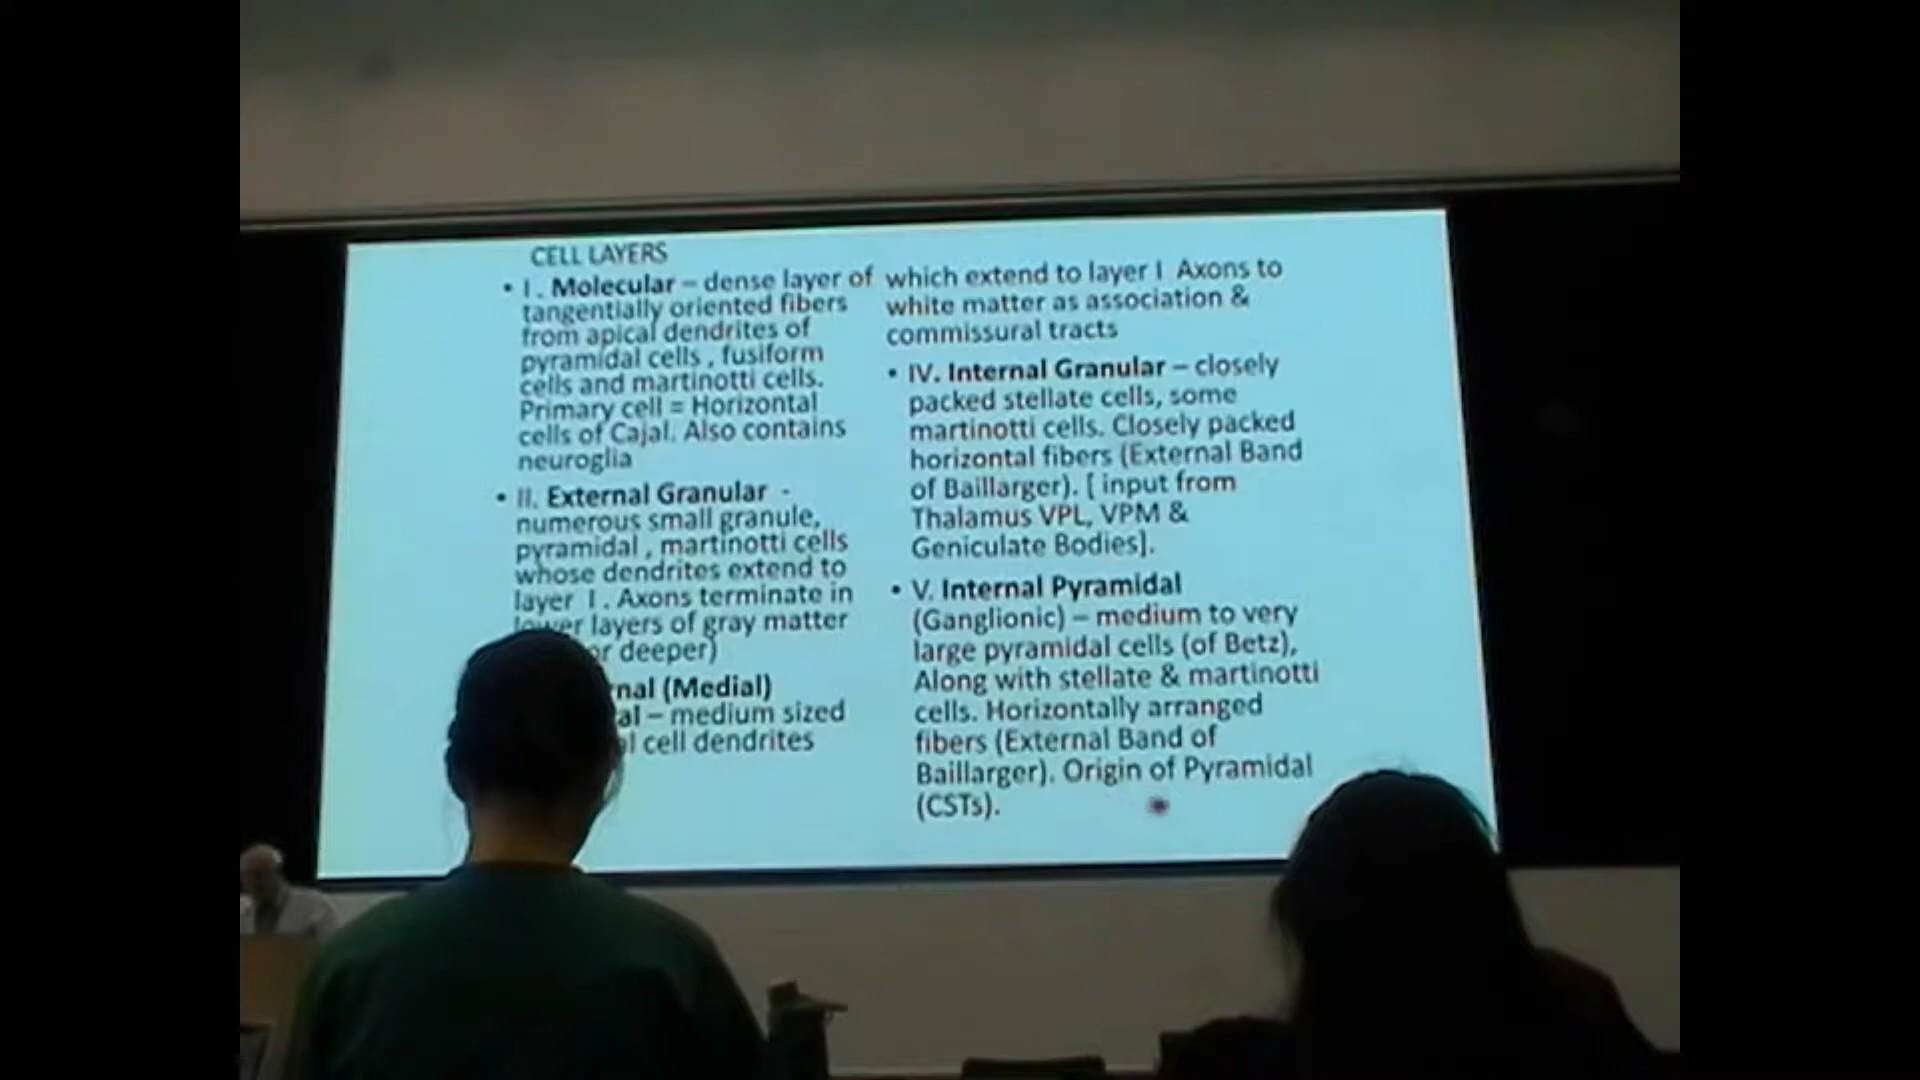 CELL LAYERS
• I . Molecular – dense layer of
tangentially oriented fibers
from apical dendrites of
pyramidal cells , fusiform
cells and martinotti cells.
Primary cell = Horizontal
cells of Cajal. Also contains
neuroglia
• II. External Granular -
numerous small granule,
pyramidal , martinotti cells
whose dendrites extend to
layer I . Axons terminate in
lower layers of gray matter
or deeper)
nal (Medial)
al – medium sized
l cell dendrites
which extend to layer I Axons to
white matter as association &
commissural tracts
• IV. Internal Granular – closely
packed stellate cells, some
martinotti cells. Closely packed
horizontal fibers (External Band
of Baillarger). [ input from
Thalamus VPL, VPM &
Geniculate Bodies].
• V. Internal Pyramidal
(Ganglionic) – medium to very
large pyramidal cells (of Betz),
Along with stellate & martinotti
cells. Horizontally arranged
fibers (External Band of
Baillarger). Origin of Pyramidal
(CSTs).